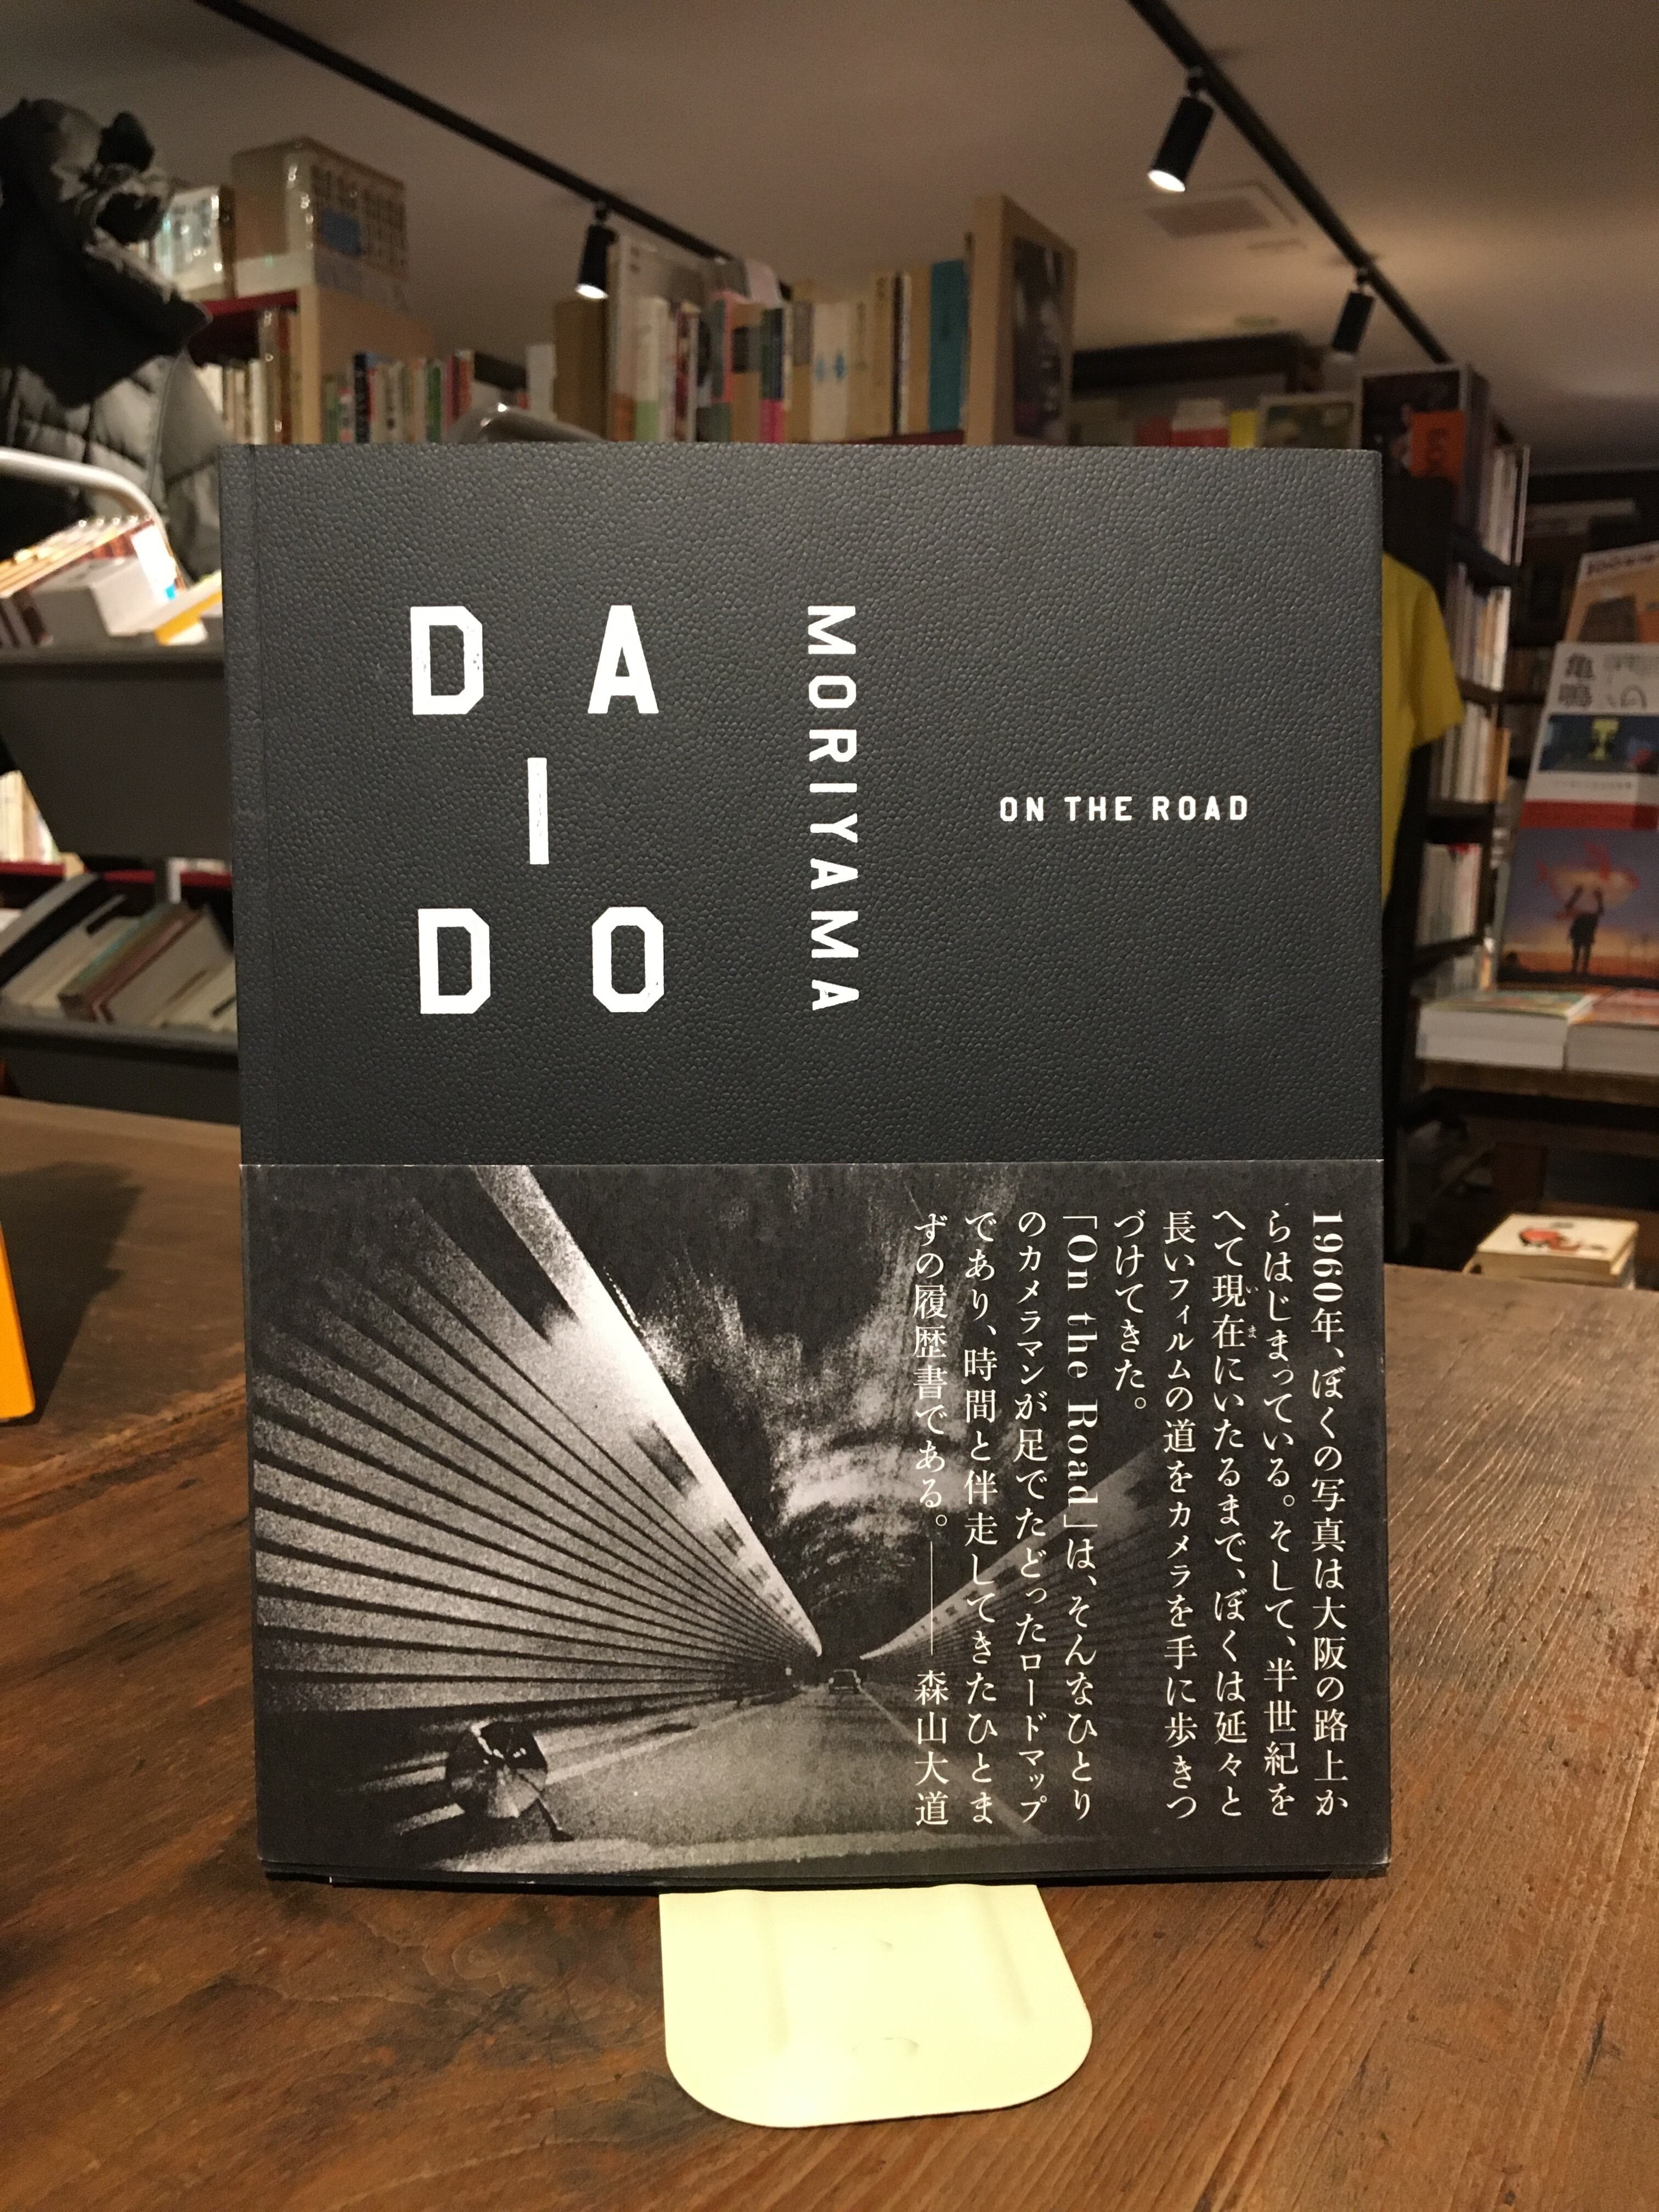 DA
I
DO
MORIYAMA
ON THE ROAD
1960年、ぼくの写真は大阪の路上か
らはじまっている。そして、半世紀を
へて現在にいたるまで、ぼくは延々と
いま
長いフィルムの道をカメラを手に歩きつ
づけてきた。
「On the Road」は、そんなひとり
のカメラマンが足でたどったロードマップ
であり、時間と伴走してきたひとま
ずの履歴書である。——森山大道
亀
鳴